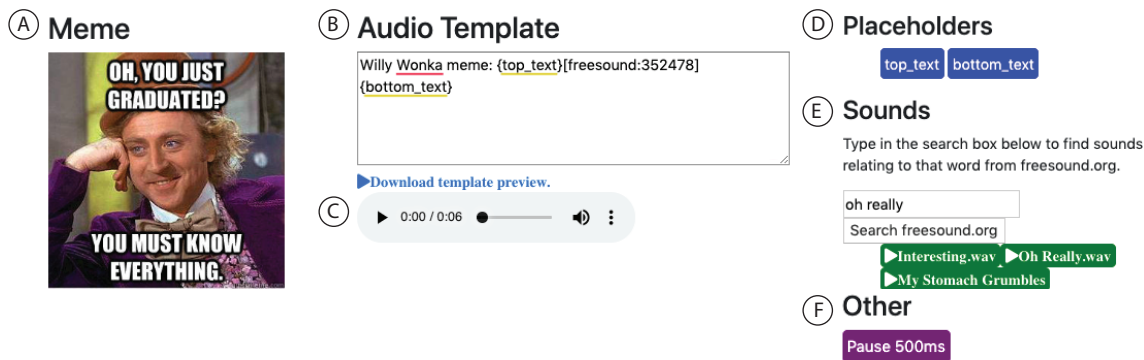 A Meme
OH, YOU JUST
GRADUATED?
YOU MUST KNOW
EVERYTHING.
B Audio Template
Willy Wonka meme: {top_text}[freesound:352478]
{bottom_text}
Download template preview.
C 0:00 / 0:06
D Placeholders
top_text bottom_text
E Sounds
Type in the search box below to find sounds
relating to that word from freesound.org.
oh really
Search freesound.org
Interesting.wav Oh Really.wav
My Stomach Grumbles
F Other
Pause 500ms